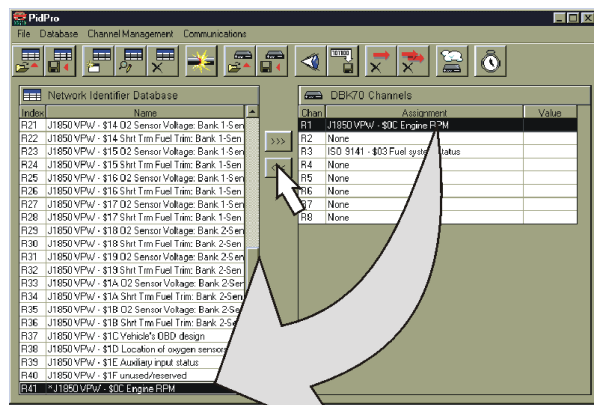 PidPro
File Database Channel Management Communications
Network Identifier Database
Index Name
R21 J1850 VPW - $14 O2 Sensor Voltage: Bank 1-Sen
R22 J1850 VPW - $14 Shrt Trm Fuel Trim: Bank 1-Sen
R23 J1850 VPW - $15 O2 Sensor Voltage: Bank 1-Sen
R24 J1850 VPW - $15 Shrt Trm Fuel Trim: Bank 1-Sen
R25 J1850 VPW - $16 O2 Sensor Voltage: Bank 1-Sen
R26 J1850 VPW - $16 Shrt Trm Fuel Trim: Bank 1-Sen
R27 J1850 VPW - $17 O2 Sensor Voltage: Bank 1-Sen
R28 J1850 VPW - $17 Shrt Trm Fuel Trim: Bank 1-Sen
R29 J1850 VPW - $18 O2 Sensor Voltage: Bank 2-Sen
R30 J1850 VPW - $18 Shrt Trm Fuel Trim: Bank 2-Sen
R31 J1850 VPW - $19 O2 Sensor Voltage: Bank 2-Sen
R32 J1850 VPW - $19 Shrt Trm Fuel Trim: Bank 2-Sen
R33 J1850 VPW - $1A O2 Sensor Voltage: Bank 2-Sen
R34 J1850 VPW - $1A Shrt Trm Fuel Trim: Bank 2-Sen
R35 J1850 VPW - $1B O2 Sensor Voltage: Bank 2-Sen
R36 J1850 VPW - $1B Shrt Trm Fuel Trim: Bank 2-Se
R37 J1850 VPW - $1C Vehicle's OBD design
R38 J1850 VPW - $1D Location of oxygen sensors
R39 J1850 VPW - $1E Auxiliary input status
R40 J1850 VPW - $1F unused/reserved
R41 *J1850 VPW - $0C Engine RPM
>>>
DBK70 Channels
Chan Assignment Value
R1 J1850 VPW - $0C Engine RPM
R2 None
R3 ISO 9141 - $03 Fuel system status
R4 None
R5 None
R6 None
R7 None
R8 None